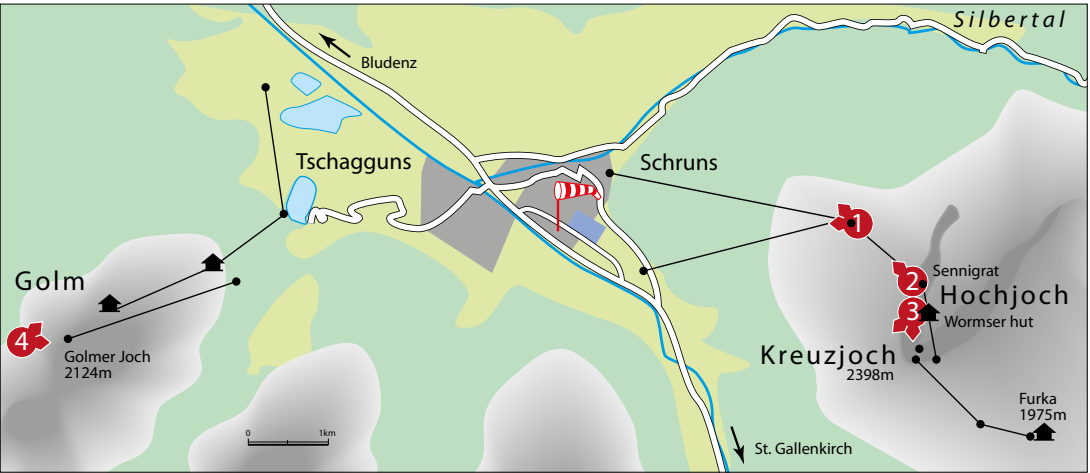 Silbertal
Bludenz
Tschagguns
Schruns
1
Golm
2
Sennigrat
Hochjoch
3
Wormser hut
4
Golmer Joch
2124m
Kreuzjoch
2398m
Furka
1975m
0 1km
St. Gallenkirch